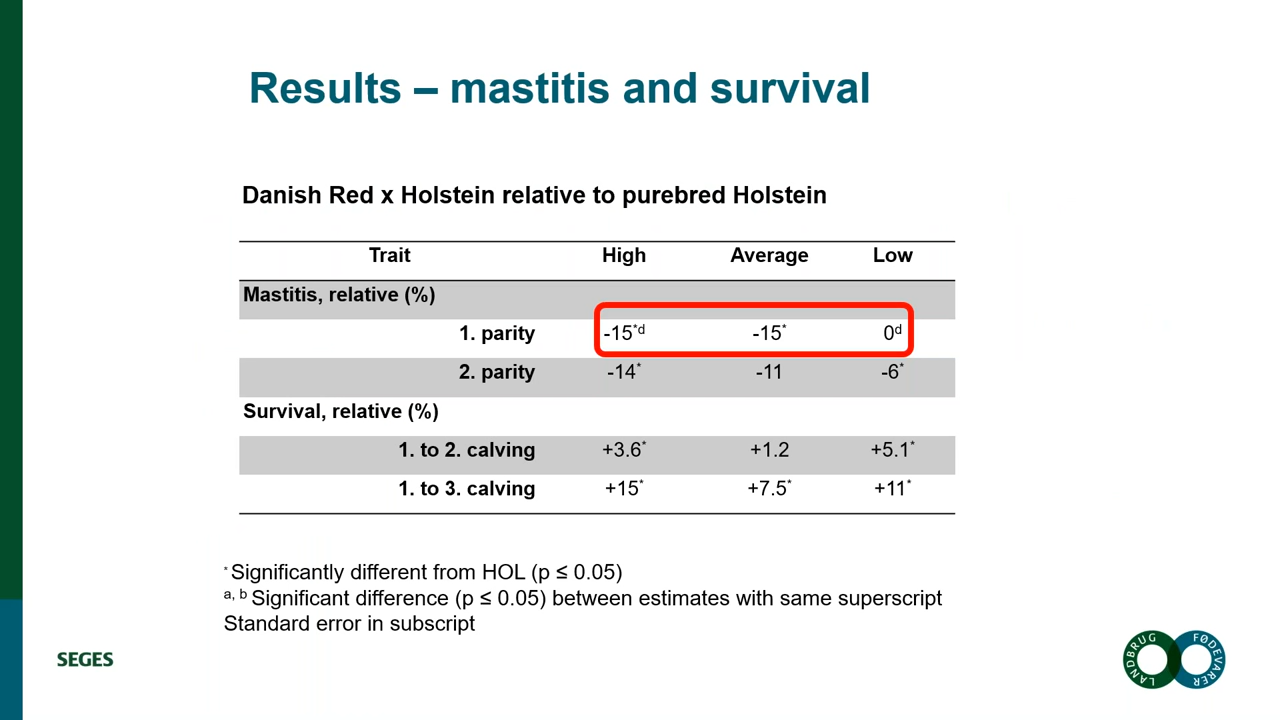 Results – mastitis and survival
Danish Red x Holstein relative to purebred Holstein
Trait High Average Low
Mastitis, relative (%)
1. parity -15*d -15* 0d
2. parity -14* -11 -6*
Survival, relative (%)
1. to 2. calving +3.6* +1.2 +5.1*
1. to 3. calving +15* +7.5* +11*
* Significantly different from HOL (p ≤ 0.05)
a, b Significant difference (p ≤ 0.05) between estimates with same superscript
Standard error in subscript
SEGES
LANDBRUG FØDEVARER